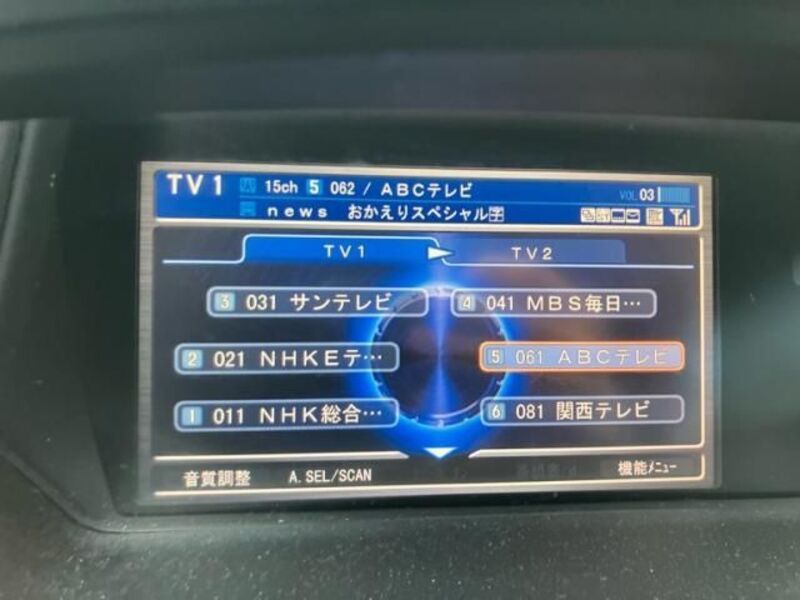 TV1 15ch 5 062 / ABCテレビ VOL 03
news おかえりスペシャル字
TV1 TV2
3 031 サンテレビ 4 041 MBS毎日…
2 021 NHKEテ… 5 061 ABCテレビ
1 011 NHK総合… 6 081 関西テレビ
音質調整 A.SEL/SCAN 機能メニュー